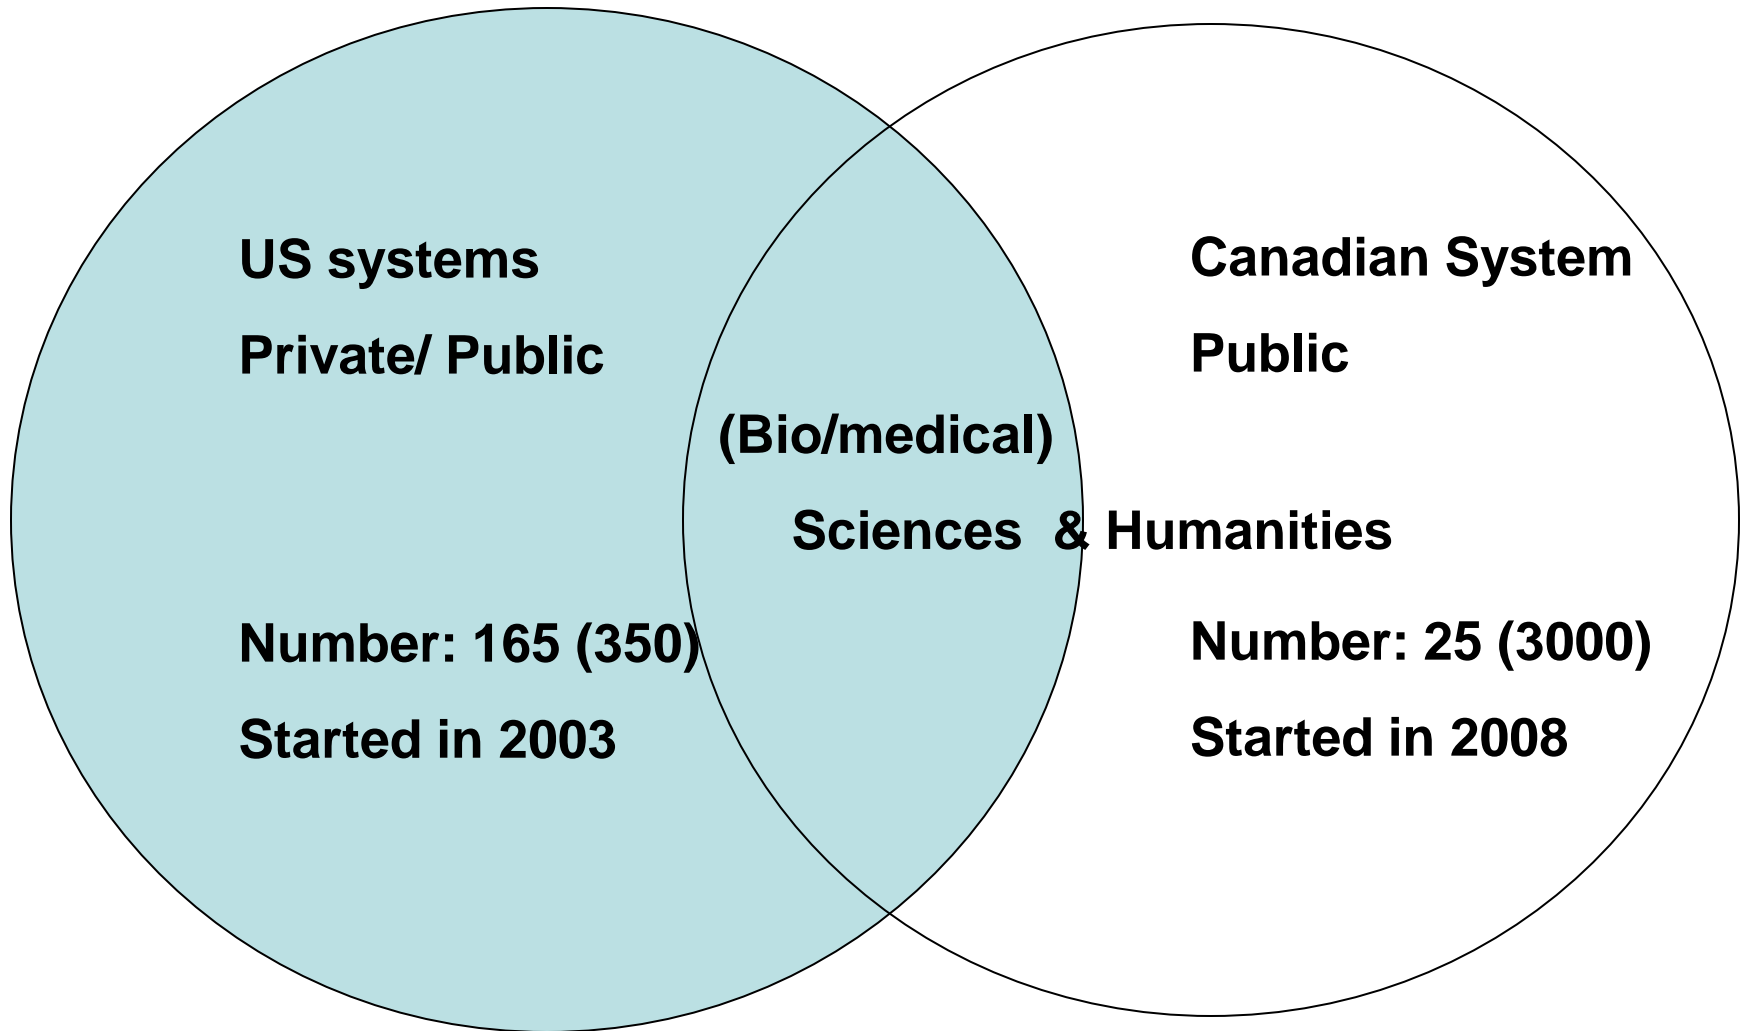 US systems
Private/ Public
(Bio/medical)
Sciences & Humanities
Number: 165 (350)
Started in 2003
Canadian System
Public
Number: 25 (3000)
Started in 2008